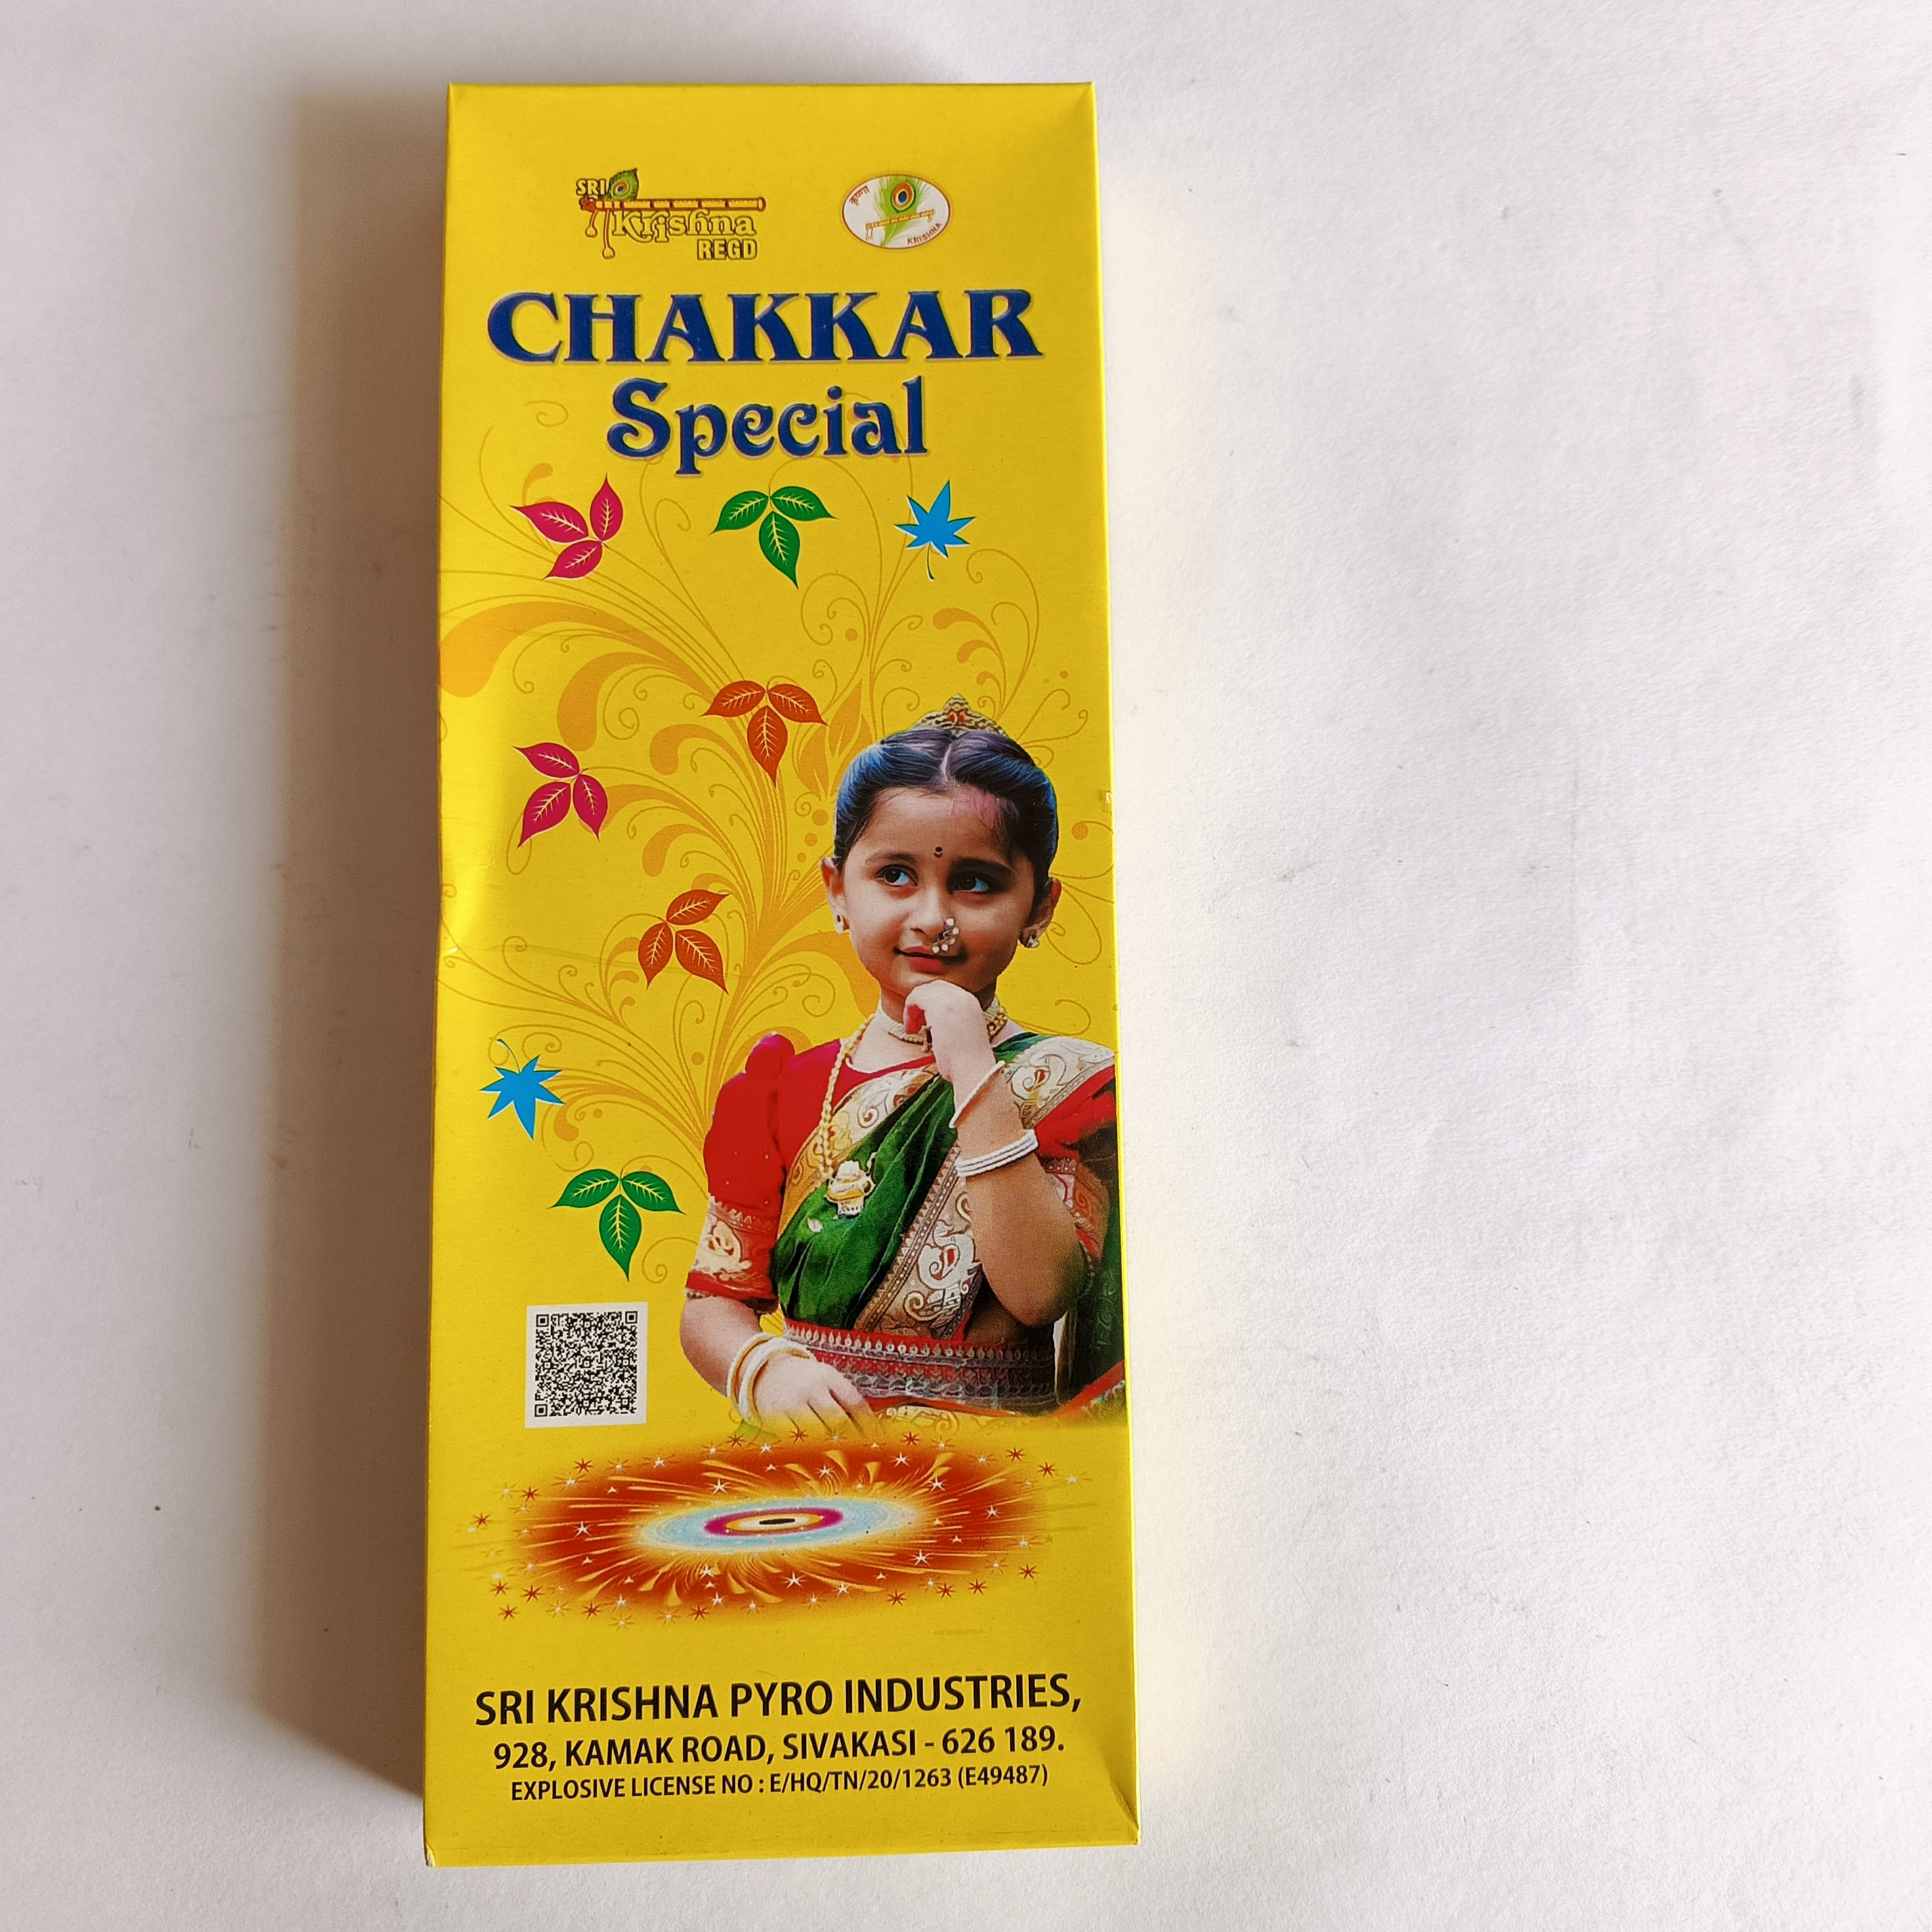 SRI
Krishna
REGD
KRISHNA
CHAKKAR
Special
SRI KRISHNA PYRO INDUSTRIES,
928, KAMAK ROAD, SIVAKASI - 626 189.
EXPLOSIVE LICENSE NO : E/HQ/TN/20/1263 (E49487)